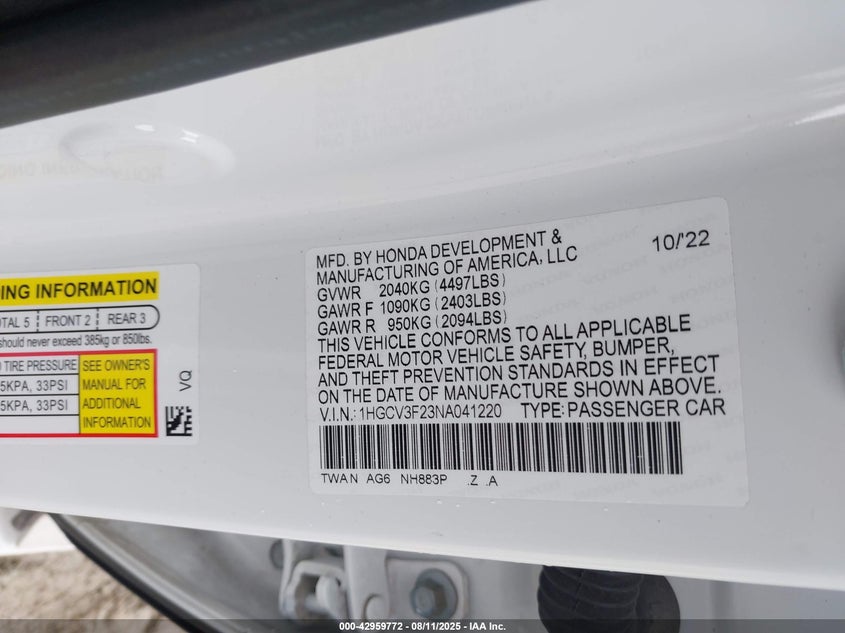 MFD. BY HONDA DEVELOPMENT &
MANUFACTURING OF AMERICA, LLC
10/'22
GVWR 2040KG (4497LBS)
GAWR F 1090KG (2403LBS)
GAWR R 950KG (2094LBS)
THIS VEHICLE CONFORMS TO ALL APPLICABLE
FEDERAL MOTOR VEHICLE SAFETY, BUMPER,
AND THEFT PREVENTION STANDARDS IN EFFECT
ON THE DATE OF MANUFACTURE SHOWN ABOVE.
V.I.N.: 1HGCV3F23NA041220 TYPE: PASSENGER CAR
TWAN AG6 NH883P .Z .A
ING INFORMATION
TOTAL 5 FRONT 2 REAR 3
should never exceed 385kg or 850lbs.
TIRE PRESSURE
5KPA, 33PSI
5KPA, 33PSI
SEE OWNER'S
MANUAL FOR
ADDITIONAL
INFORMATION
VQ
000-42959772 - 08/11/2025 - IAA Inc.